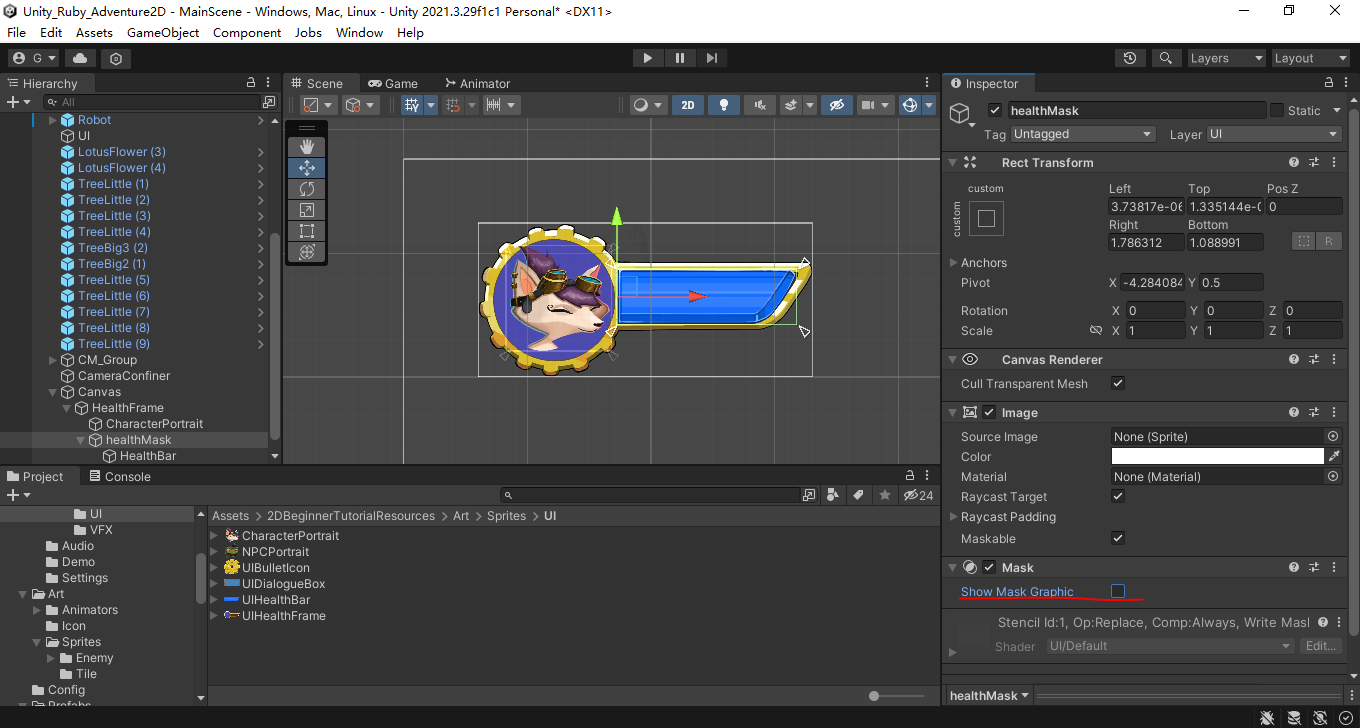 Unity_Ruby_Adventure2D - MainScene - Windows, Mac, Linux - Unity 2021.3.29f1c1 Personal* <DX11>
File Edit Assets GameObject Component Jobs Window Help
G
Layers
Layout
Hierarchy
All
Robot
UI
LotusFlower (3)
LotusFlower (4)
TreeLittle (1)
TreeLittle (2)
TreeLittle (3)
TreeLittle (4)
TreeBig3 (2)
TreeBig2 (1)
TreeLittle (5)
TreeLittle (6)
TreeLittle (7)
TreeLittle (8)
TreeLittle (9)
CM_Group
CameraConfiner
Canvas
HealthFrame
CharacterPortrait
healthMask
HealthBar
Scene Game Animator
2D
Inspector
healthMask Static
Tag Untagged Layer UI
Rect Transform
custom
custom
Left Top Pos Z
3.73817e-06 1.335144e-0 0
Right Bottom
1.786312 1.088991
R
Anchors
Pivot X -4.284084 Y 0.5
Rotation X 0 Y 0 Z 0
Scale X 1 Y 1 Z 1
Canvas Renderer
Cull Transparent Mesh
Image
Source Image None (Sprite)
Color
Material None (Material)
Raycast Target
Raycast Padding
Maskable
Mask
Show Mask Graphic
Stencil Id:1, Op:Replace, Comp:Always, Write Masl
Shader UI/Default Edit...
healthMask
Project Console
24
UI
VFX
Audio
Demo
Settings
Art
Animators
Icon
Sprites
Enemy
Tile
Config
Prefabs
Assets > 2DBeginnerTutorialResources > Art > Sprites > UI
CharacterPortrait
NPCPortrait
UIBulletIcon
UIDialogueBox
UIHealthBar
UIHealthFrame